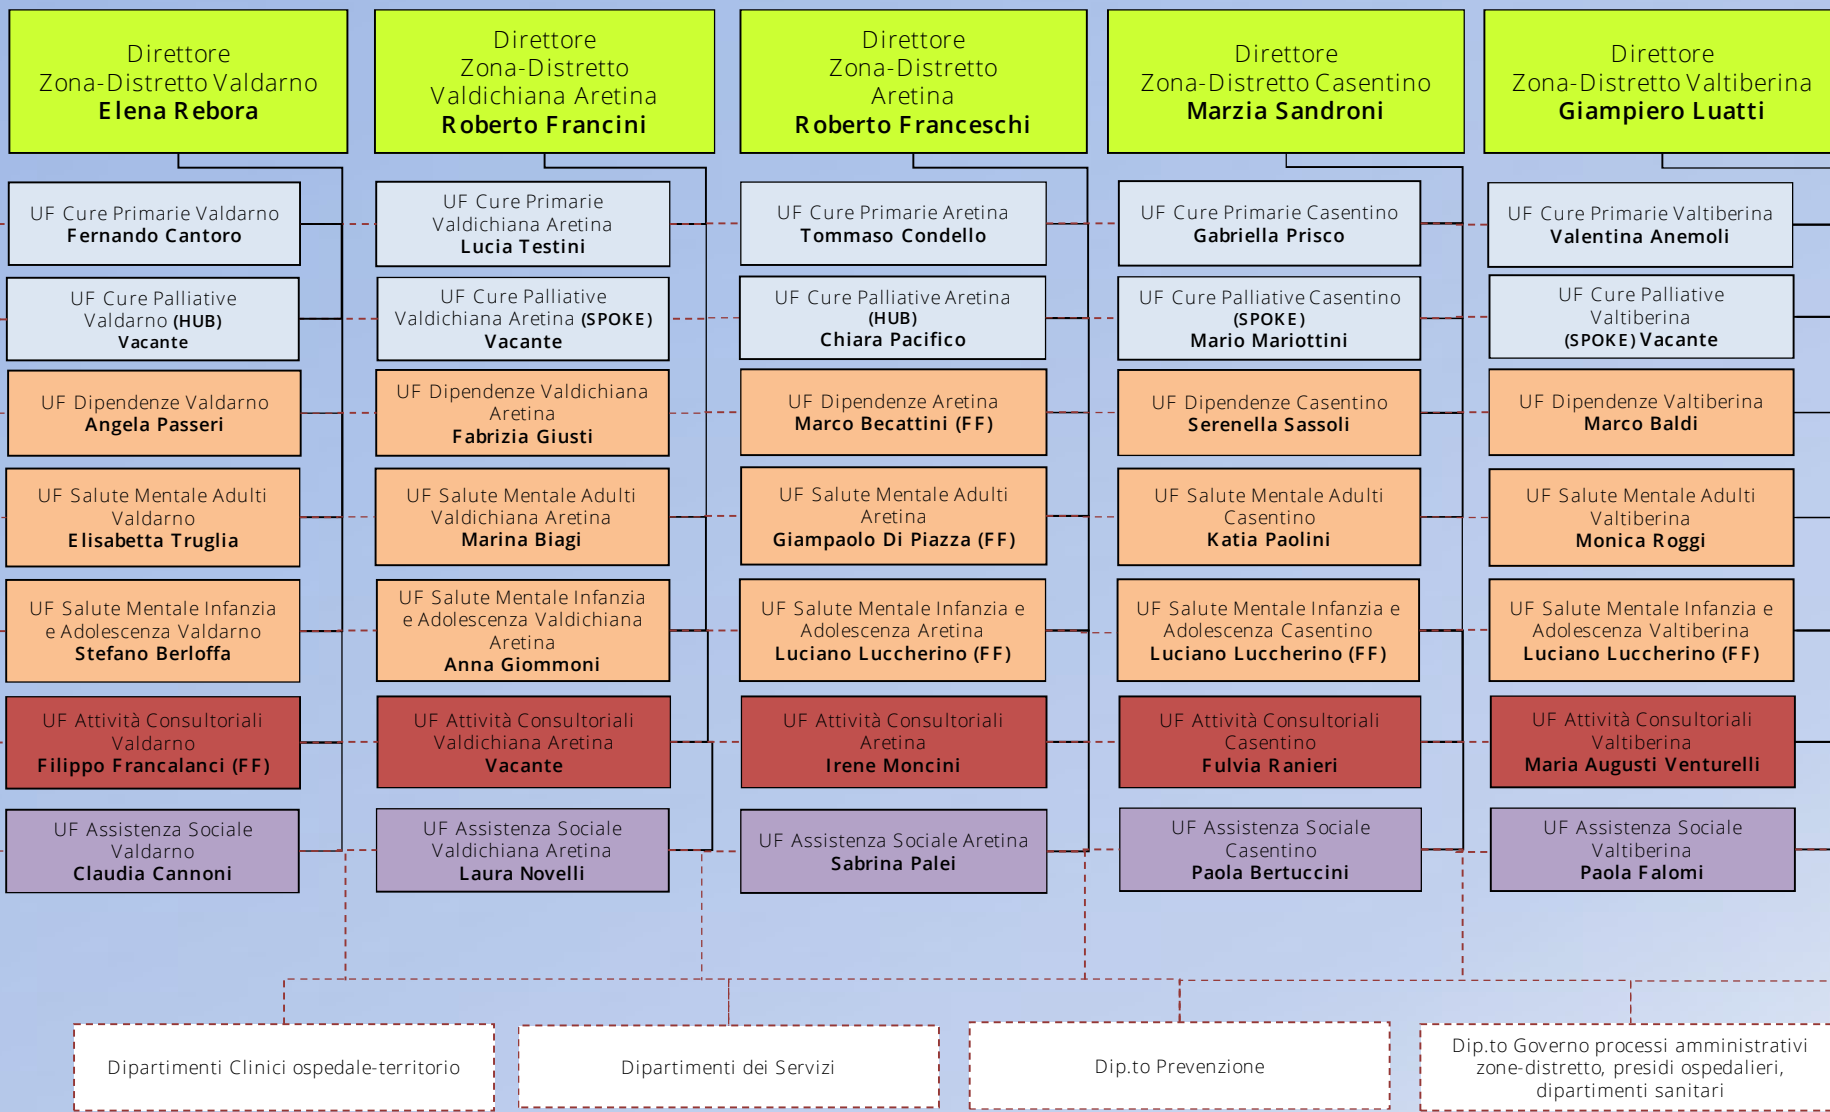 Direttore
Zona-Distretto Valdarno
Elena Rebora
Direttore
Zona-Distretto
Valdichiana Aretina
Roberto Francini
Direttore
Zona-Distretto
Aretina
Roberto Franceschi
Direttore
Zona-Distretto Casentino
Marzia Sandroni
Direttore
Zona-Distretto Valtiberina
Giampiero Luatti
UF Cure Primarie Valdarno
Fernando Cantoro
UF Cure Primarie
Valdichiana Aretina
Lucia Testini
UF Cure Primarie Aretina
Tommaso Condello
UF Cure Primarie Casentino
Gabriella Prisco
UF Cure Primarie Valtiberina
Valentina Anemoli
UF Cure Palliative
Valdarno (HUB)
Vacante
UF Cure Palliative
Valdichiana Aretina (SPOKE)
Vacante
UF Cure Palliative Aretina
(HUB)
Chiara Pacifico
UF Cure Palliative Casentino
(SPOKE)
Mario Mariottini
UF Cure Palliative
Valtiberina
(SPOKE) Vacante
UF Dipendenze Valdarno
Angela Passeri
UF Dipendenze Valdichiana
Aretina
Fabrizia Giusti
UF Dipendenze Aretina
Marco Becattini (FF)
UF Dipendenze Casentino
Serenella Sassoli
UF Dipendenze Valtiberina
Marco Baldi
UF Salute Mentale Adulti
Valdarno
Elisabetta Truglia
UF Salute Mentale Adulti
Valdichiana Aretina
Marina Biagi
UF Salute Mentale Adulti
Aretina
Giampaolo Di Piazza (FF)
UF Salute Mentale Adulti
Casentino
Katia Paolini
UF Salute Mentale Adulti
Valtiberina
Monica Roggi
UF Salute Mentale Infanzia
e Adolescenza Valdarno
Stefano Berloffa
UF Salute Mentale Infanzia
e Adolescenza Valdichiana
Aretina
Anna Giommoni
UF Salute Mentale Infanzia e
Adolescenza Aretina
Luciano Luccherino (FF)
UF Salute Mentale Infanzia e
Adolescenza Casentino
Luciano Luccherino (FF)
UF Salute Mentale Infanzia e
Adolescenza Valtiberina
Luciano Luccherino (FF)
UF Attività Consultoriali
Valdarno
Filippo Francalanci (FF)
UF Attività Consultoriali
Valdichiana Aretina
Vacante
UF Attività Consultoriali
Aretina
Irene Moncini
UF Attività Consultoriali
Casentino
Fulvia Ranieri
UF Attività Consultoriali
Valtiberina
Maria Augusti Venturelli
UF Assistenza Sociale
Valdarno
Claudia Cannoni
UF Assistenza Sociale
Valdichiana Aretina
Laura Novelli
UF Assistenza Sociale Aretina
Sabrina Palei
UF Assistenza Sociale
Casentino
Paola Bertuccini
UF Assistenza Sociale
Valtiberina
Paola Falomi
Dipartimenti Clinici ospedale-territorio
Dipartimenti dei Servizi
Dip.to Prevenzione
Dip.to Governo processi amministrativi
zone-distretto, presidi ospedalieri,
dipartimenti sanitari